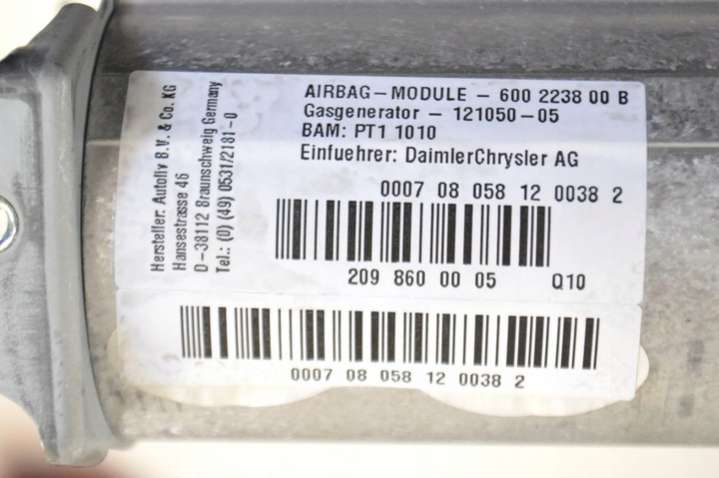 Hersteller: Autoliv B.V. & Co. KG
Hansestrasse 46
D-38112 Braunschweig Germany
Tel.: (0) (49) 0531/2181-0
AIRBAG-MODULE - 600 2238 00 B
Gasgenerator - 121050-05
BAM: PT1 1010
Einfuehrer: DaimlerChrysler AG
0007 08 058 12 0038 2
209 860 00 05 Q10
0007 08 058 12 0038 2